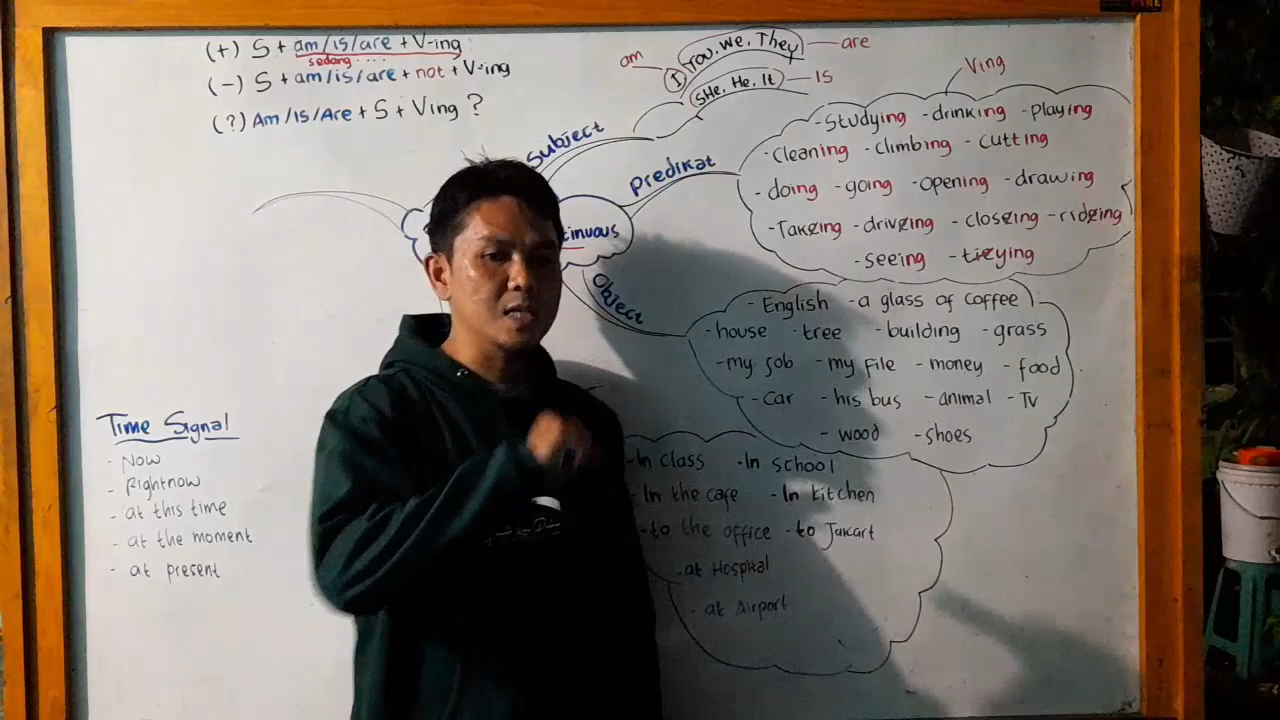 (+) S + am/is/are + V-ing
sedang ....
(-) S + am/is/are + not + V-ing
(?) Am/Is/Are + S + Ving ?
am
I
You, we, They
are
SHe, He, It
IS
Ving
Subject
Predikat
tinuous
Object
- Studying - drinking - playing
- Cleaning - climbing - cutting
- doing - going - opening - drawing
- Takeing - driveing - closeing - rideing
- seeing - tieying
- English - a glass of coffee
- house - tree - building - grass
- my job - my file - money - food
- car - his bus - animal - TV
- wood - shoes
- In class - In school
- In the cafe - In kitchen
- to the office - to Jakart
- at Hospital
- at Airport
Time Signal
- Now
- Rightnow
- at this time
- at the moment
- at present